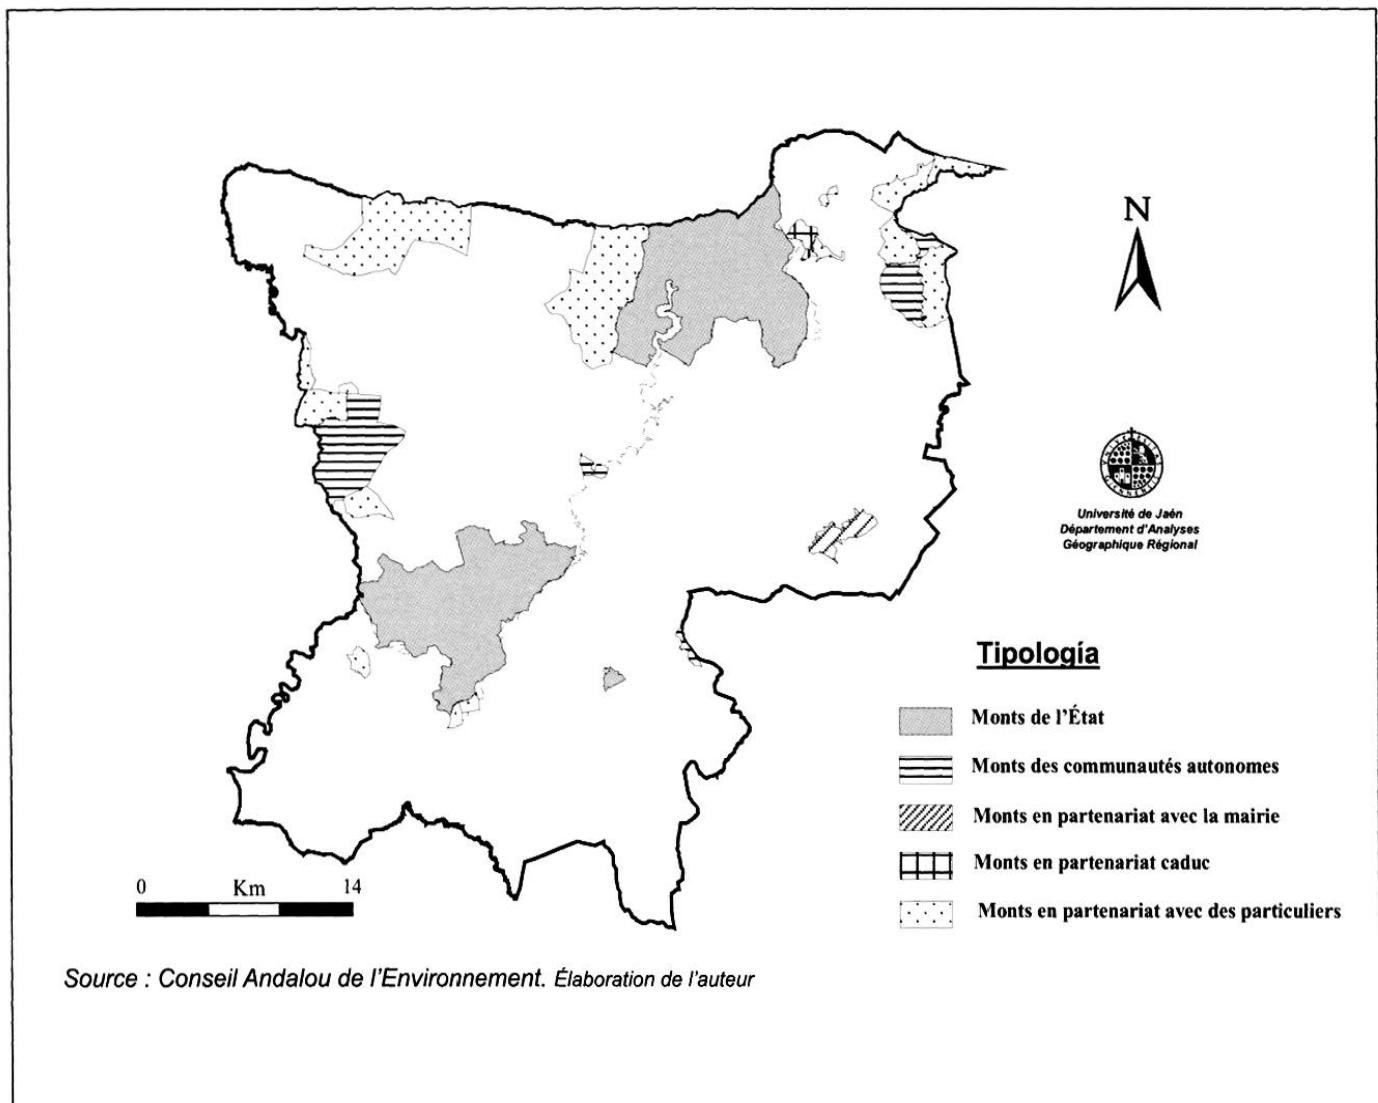 N
Université de Jaén
Département d'Analyses
Géographique Régional
Tipología
Monts de l'État
Monts des communautés autonomes
Monts en partenariat avec la mairie
Monts en partenariat caduc
Monts en partenariat avec des particuliers
0 Km 14
Source : Conseil Andalou de l'Environnement. Élaboration de l'auteur